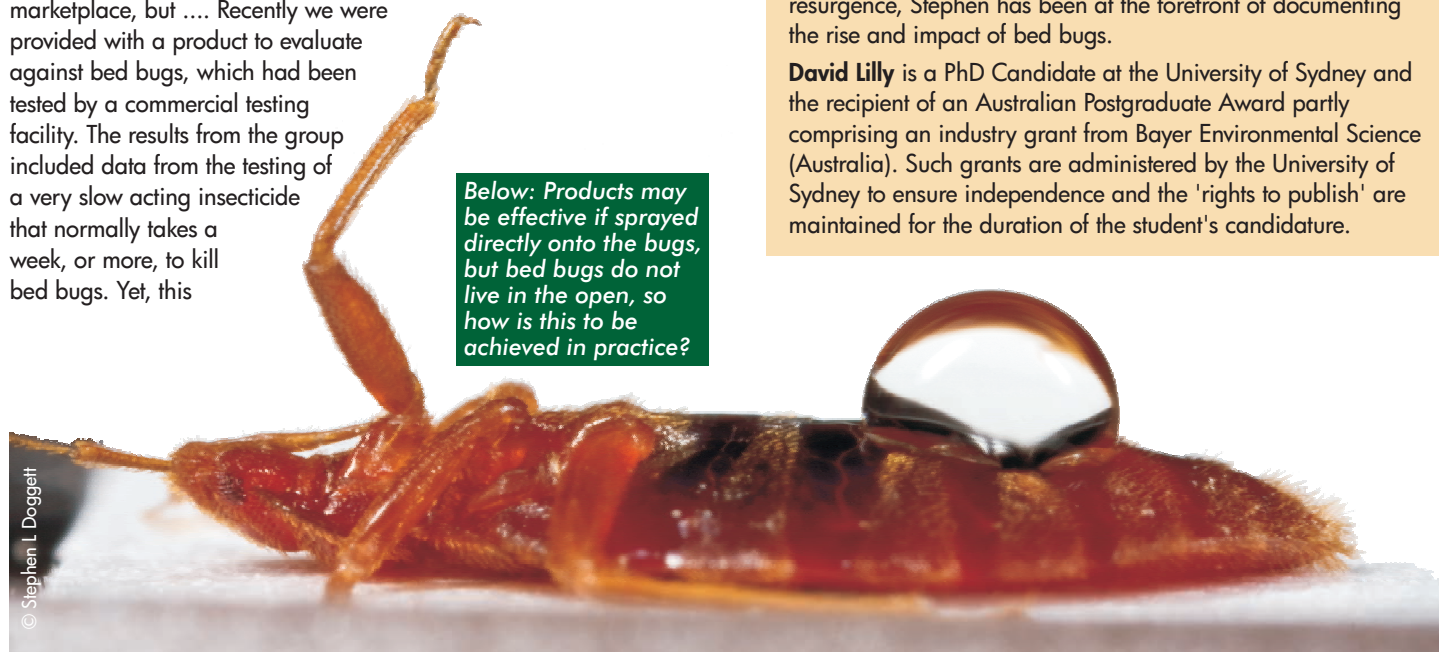 marketplace, but .... Recently we were
provided with a product to evaluate
against bed bugs, which had been
tested by a commercial testing
facility. The results from the group
included data from the testing of
a very slow acting insecticide
that normally takes a
week, or more, to kill
bed bugs. Yet, this
Below: Products may
be effective if sprayed
directly onto the bugs,
but bed bugs do not
live in the open, so
how is this to be
achieved in practice?
resurgence, Stephen has been at the forefront of documenting
the rise and impact of bed bugs.
David Lilly is a PhD Candidate at the University of Sydney and
the recipient of an Australian Postgraduate Award partly
comprising an industry grant from Bayer Environmental Science
(Australia). Such grants are administered by the University of
Sydney to ensure independence and the 'rights to publish' are
maintained for the duration of the student's candidature.
© Stephen L Doggett